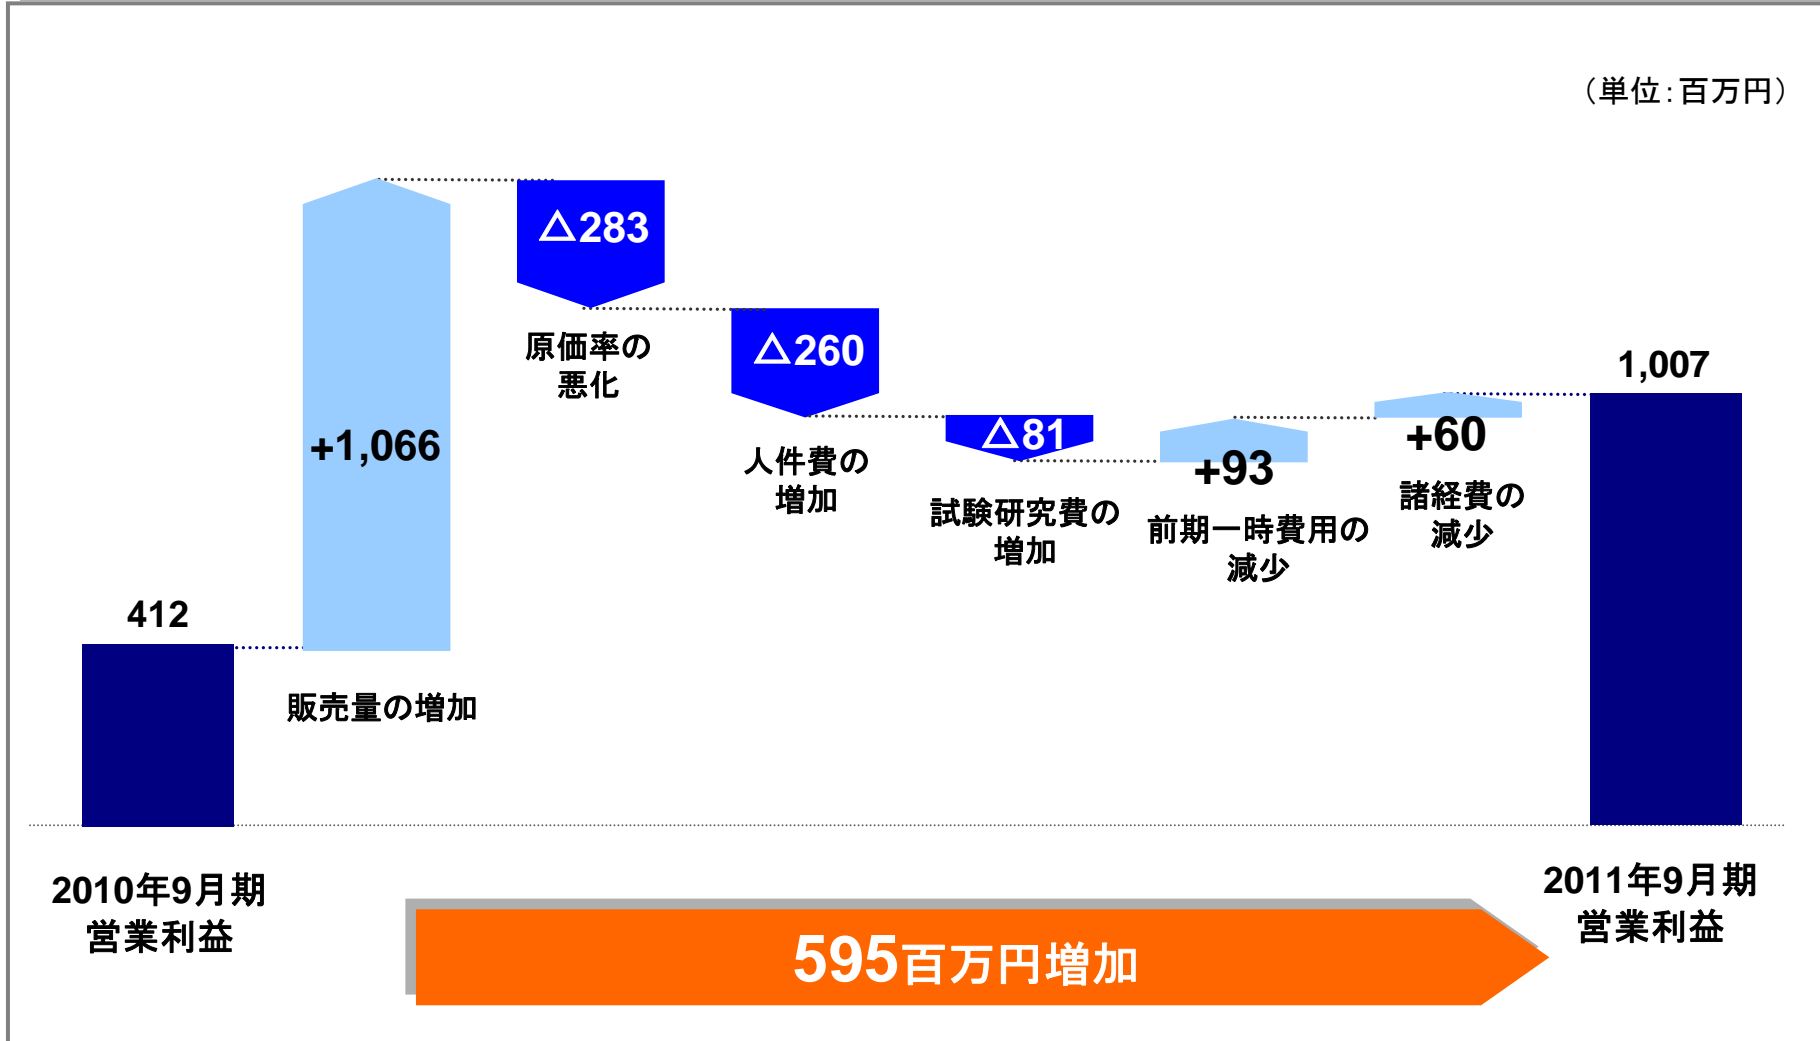 （単位：百万円）
412
+1,066
販売量の増加
△283
原価率の
悪化
△260
人件費の
増加
△81
試験研究費の
増加
+93
前期一時費用の
減少
+60
諸経費の
減少
1,007
2010年9月期
営業利益
2011年9月期
営業利益
595百万円増加